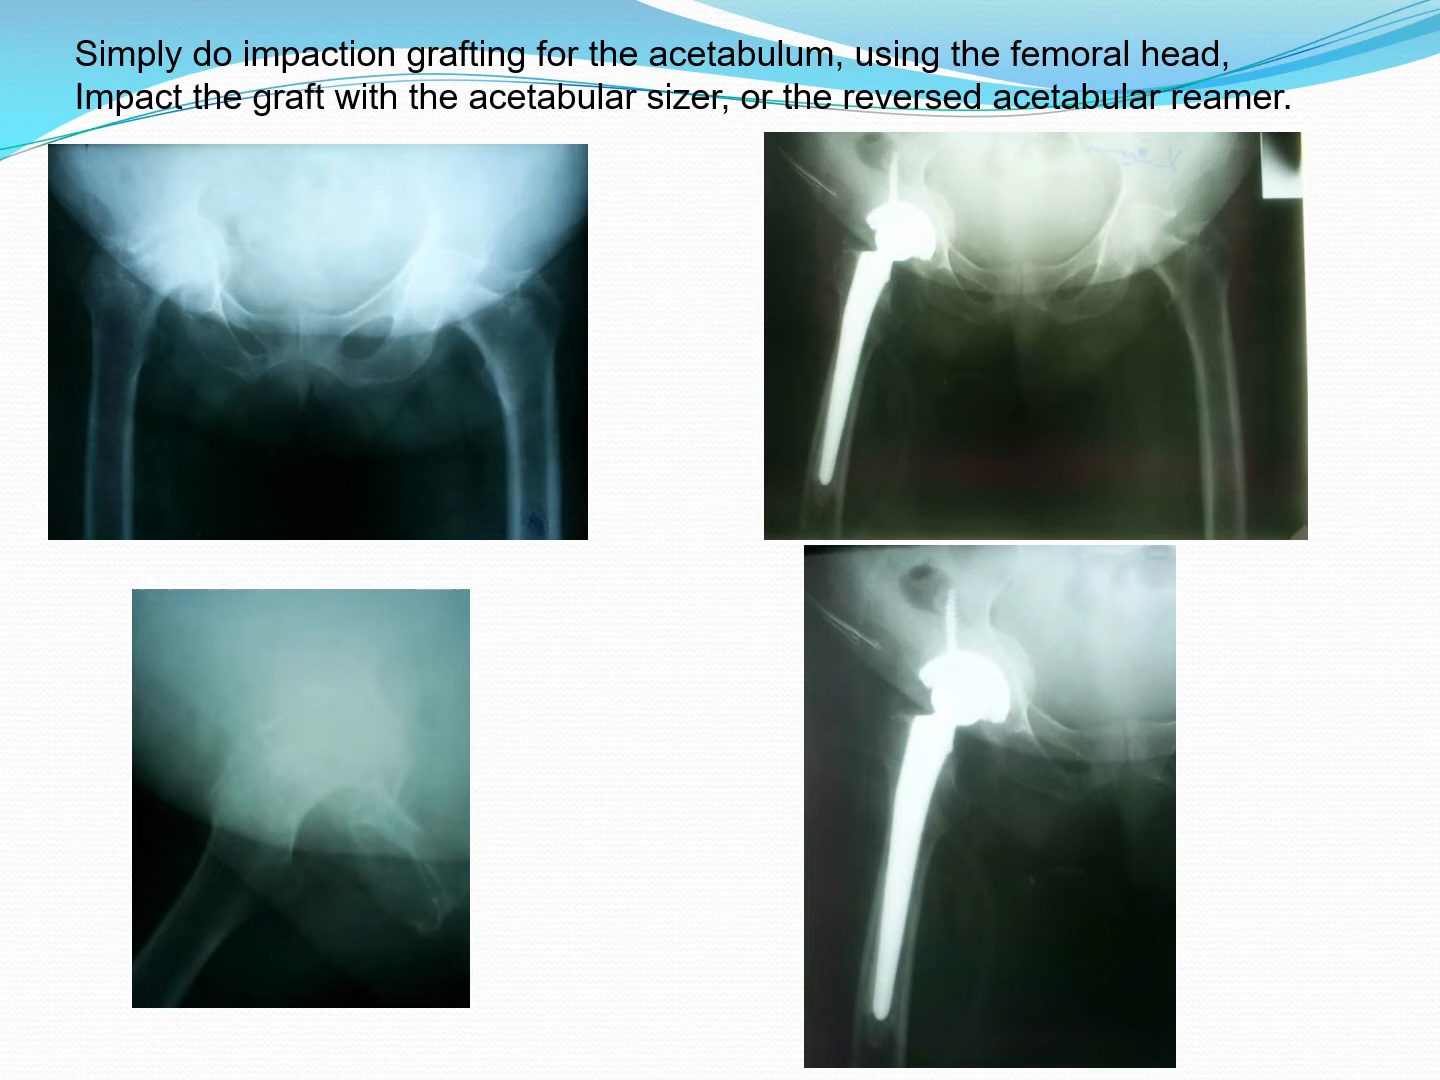 Simply do impaction grafting for the acetabulum, using the femoral head,
Impact the graft with the acetabular sizer, or the reversed acetabular reamer.